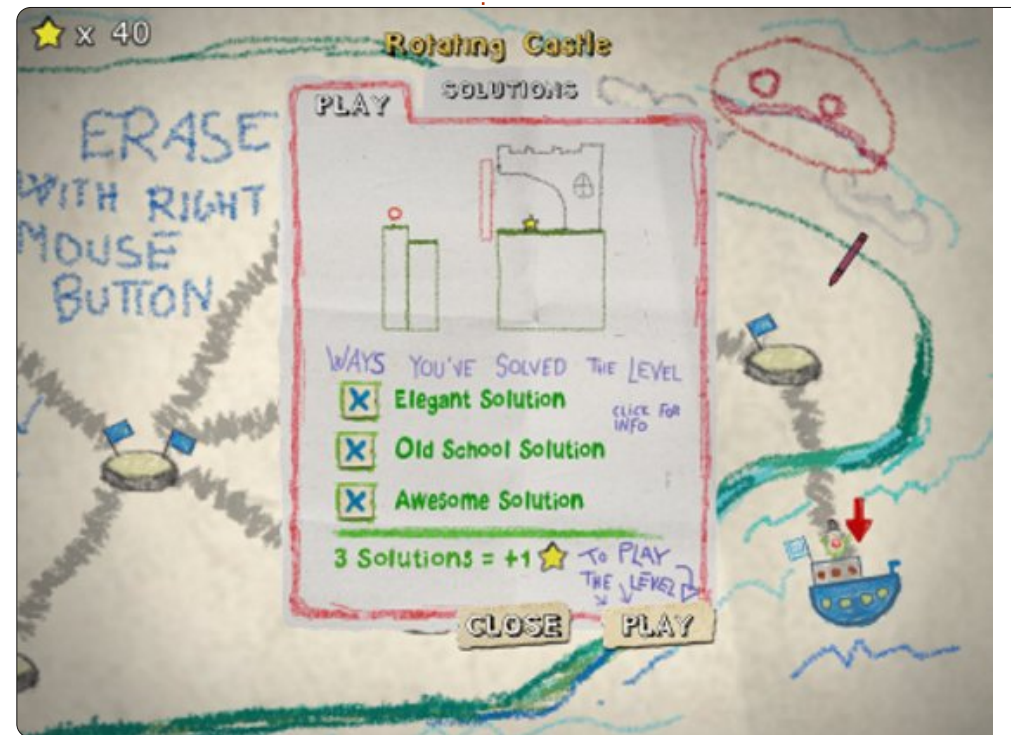 x 40
Rotating Castle
PLAY
SOLUTIONS
ERASE
WITH RIGHT
MOUSE
BUTTON
WAYS YOU'VE SOLVED THE LEVEL
Elegant Solution
CLICK FOR
INFO
Old School Solution
Awesome Solution
3 Solutions = +1
TO PLAY
THE LEVEL
CLOSE
PLAY